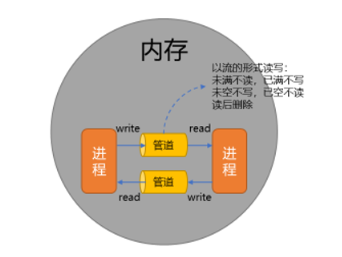 内存
以流的形式读写：
未满不读，已满不写
未空不写，已空不读
读后删除
write
read
进程
管道
进程
管道
read
write